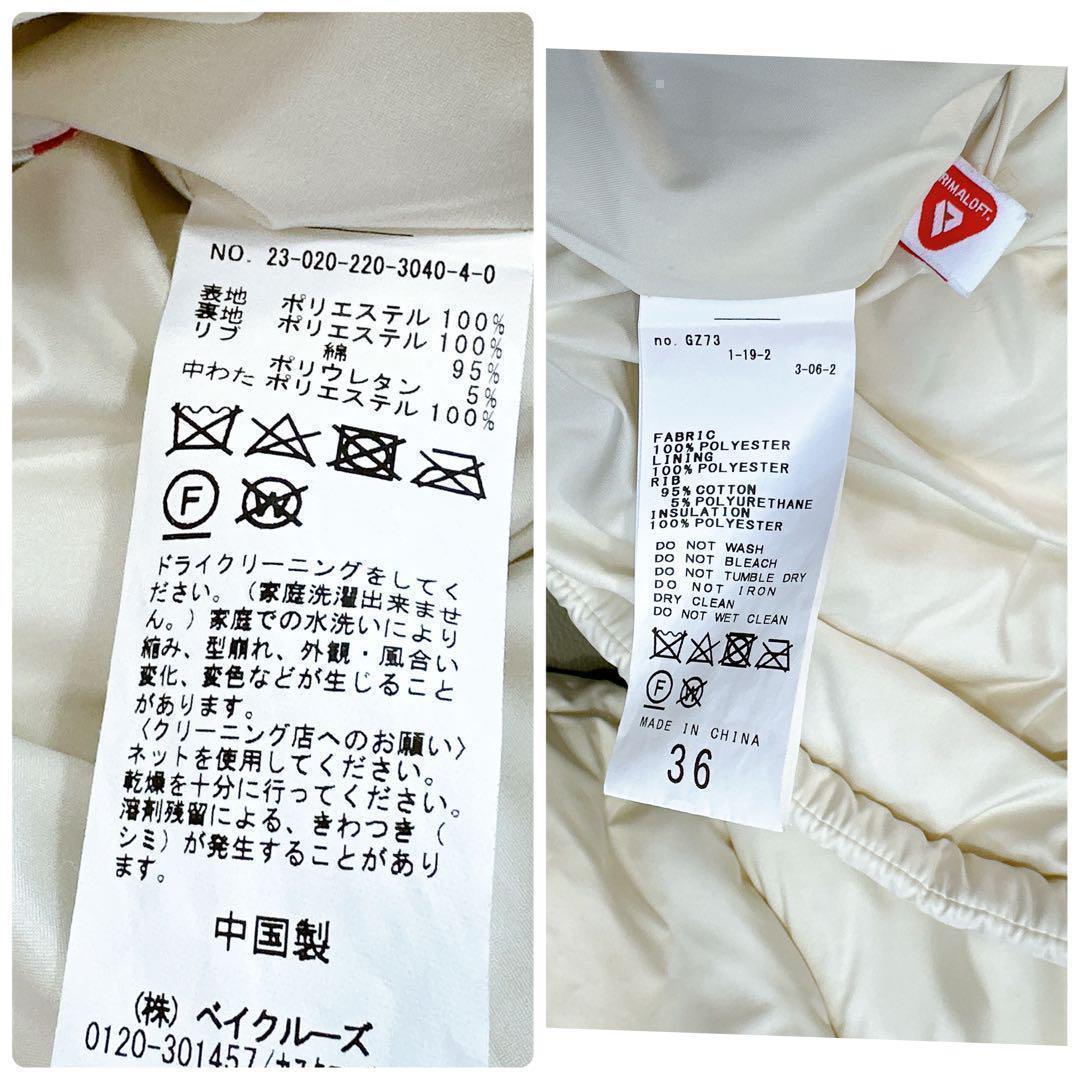 NO. 23-020-220-3040-4-0
表地 ポリエステル 100%
裏地 ポリエステル 100%
リブ 綿 95%
ポリウレタン 5%
中わた ポリエステル 100%
F
W
ドライクリーニングをしてく
ださい。(家庭洗濯出来ませ
ん。)家庭での水洗いにより
縮み、型崩れ、外観・風合い
変化、変色などが生じること
があります。
〈クリーニング店へのお願い〉
ネットを使用してください。
乾燥を十分に行ってください。
溶剤残留による、きわつき(
シミ)が発生することがあり
ます。
中国製
(株) ベイクルーズ
0120-301457/カスタ
RIMALOFT.
no. GZ73
1-19-2
3-06-2
FABRIC
100% POLYESTER
LINING
100% POLYESTER
RIB
95% COTTON
5% POLYURETHANE
INSULATION
100% POLYESTER
DO NOT WASH
DO NOT BLEACH
DO NOT TUMBLE DRY
DO NOT IRON
DRY CLEAN
DO NOT WET CLEAN
F
W
MADE IN CHINA
36